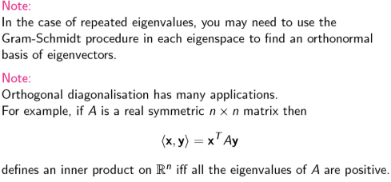 Note:
In the case of repeated eigenvalues, you may need to use the
Gram-Schmidt procedure in each eigenspace to find an orthonormal
basis of eigenvectors.
Note:
Orthogonal diagonalisation has many applications.
For example, if A is a real symmetric n × n matrix then
⟨x, y⟩ = xᵀAy
defines an inner product on ℝⁿ iff all the eigenvalues of A are positive.